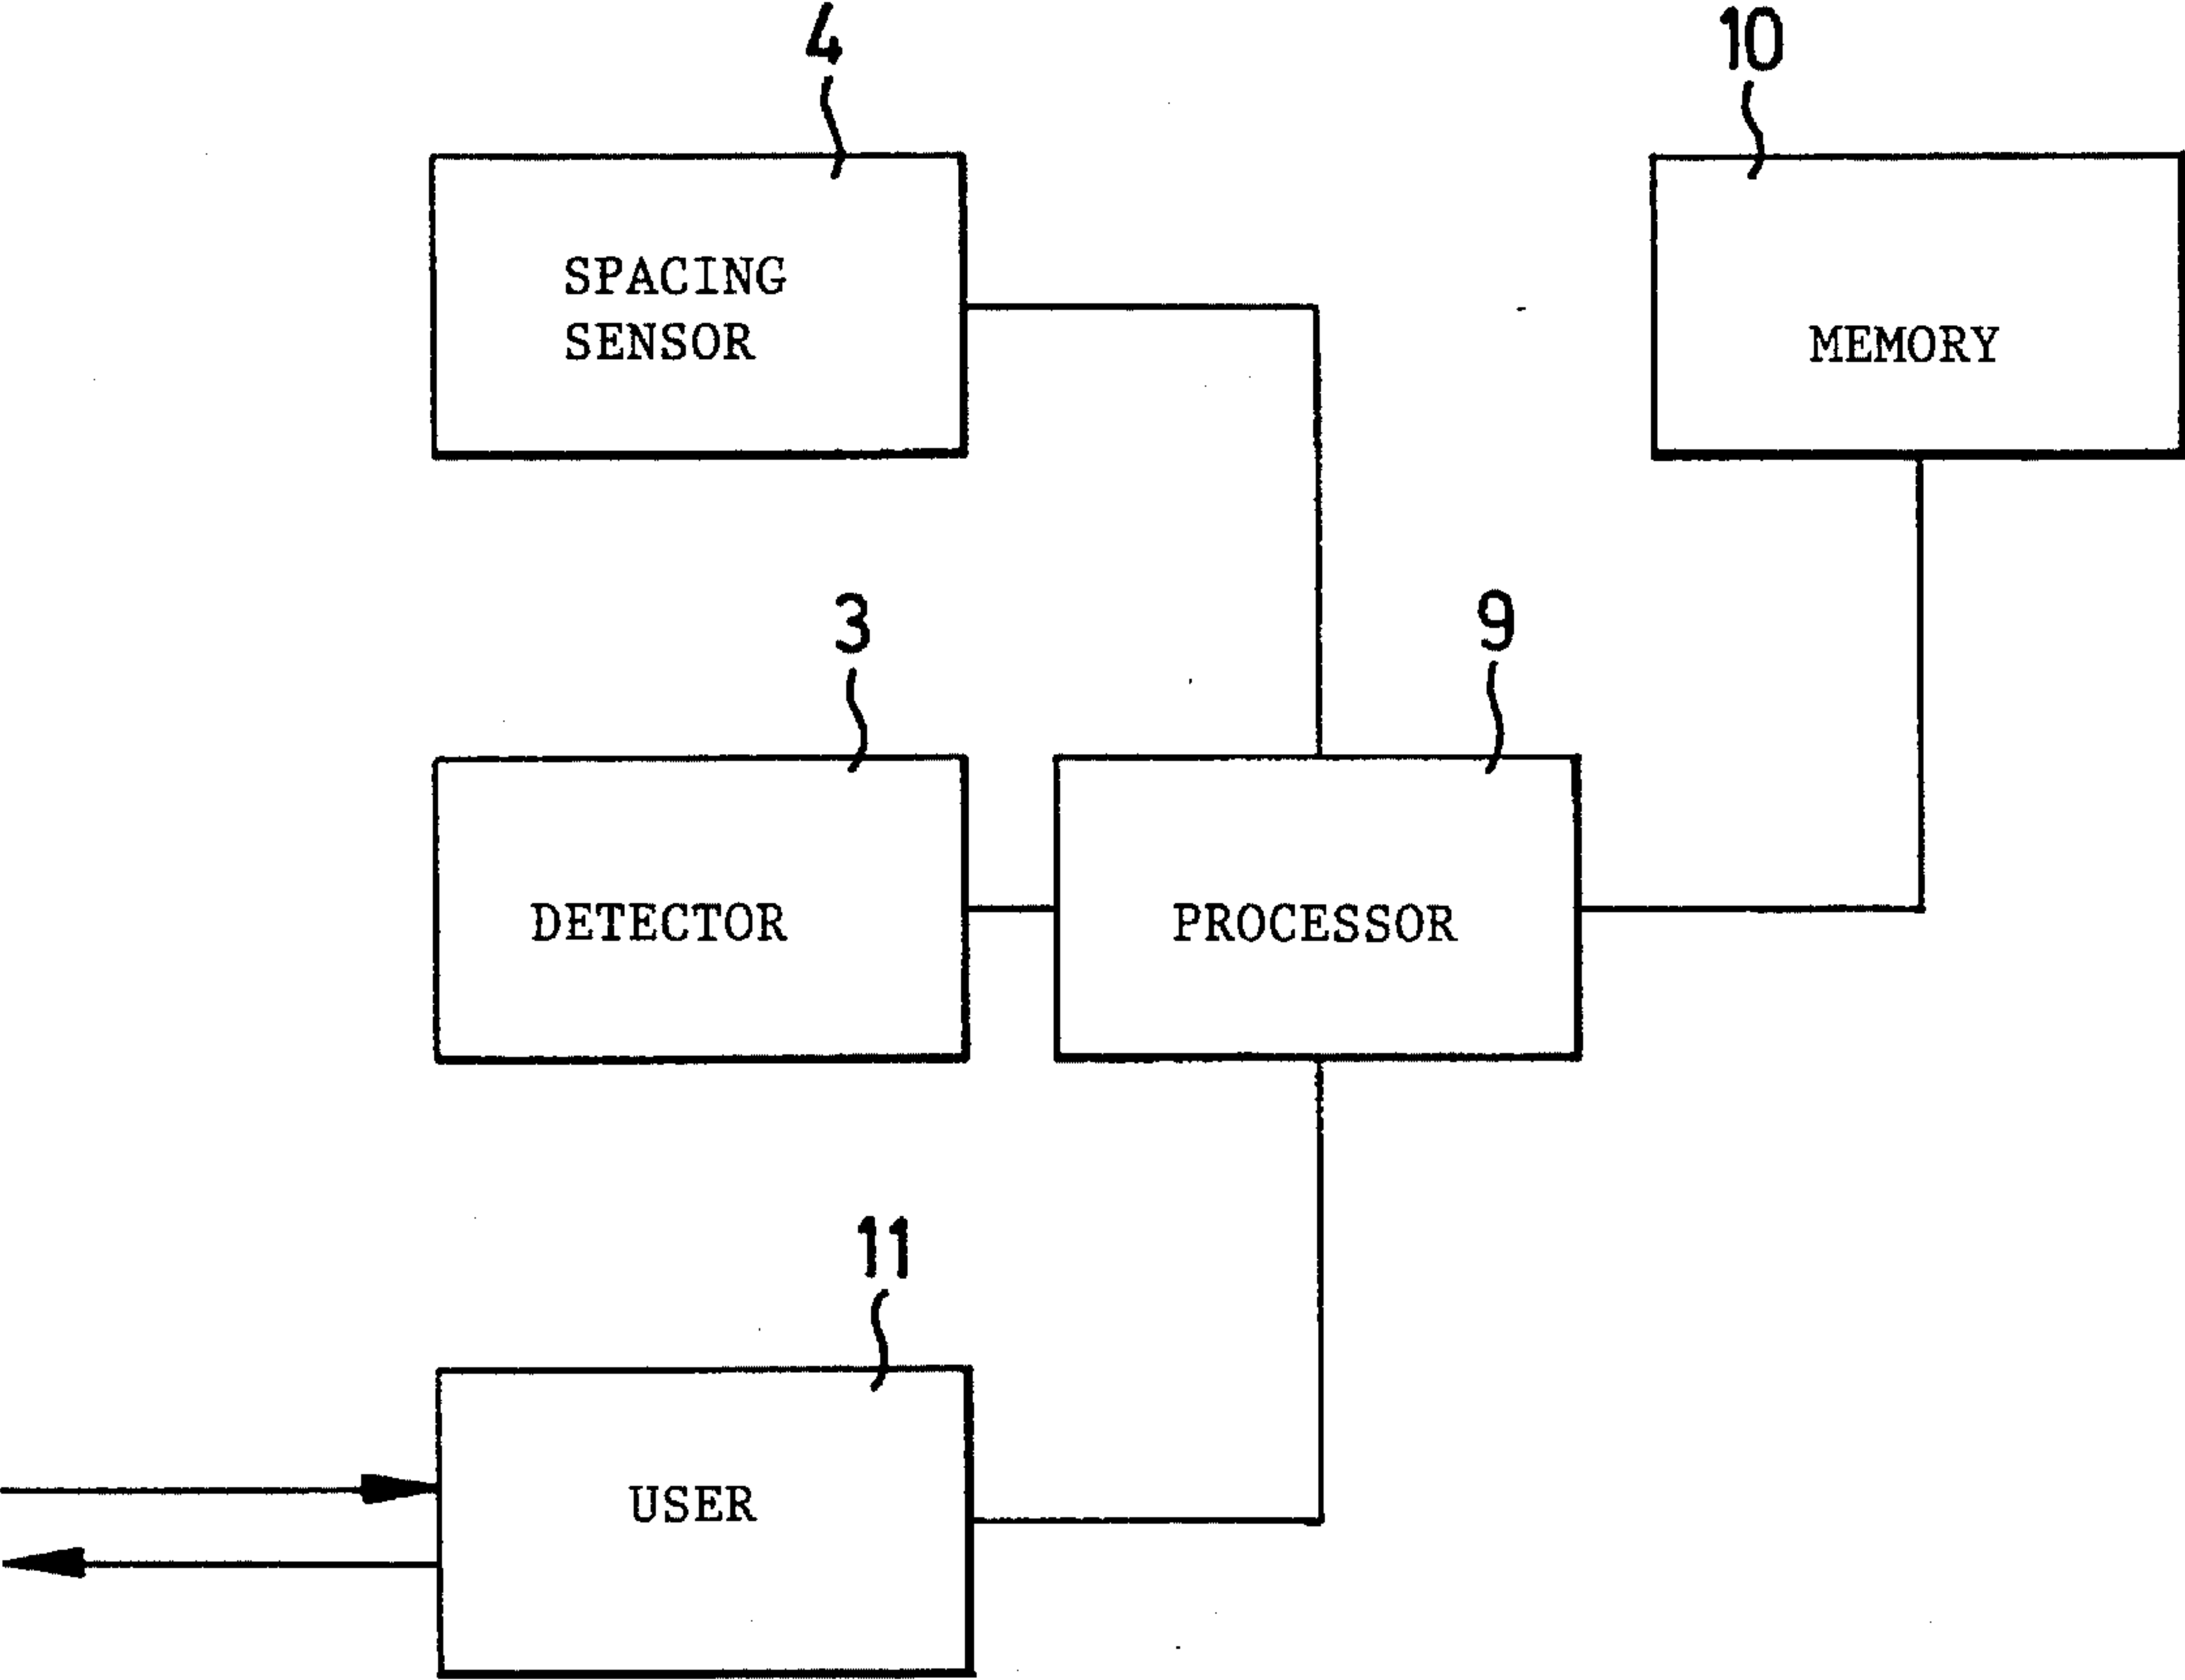 4
10
SPACING
SENSOR
MEMORY
3
9
DETECTOR
PROCESSOR
11
USER